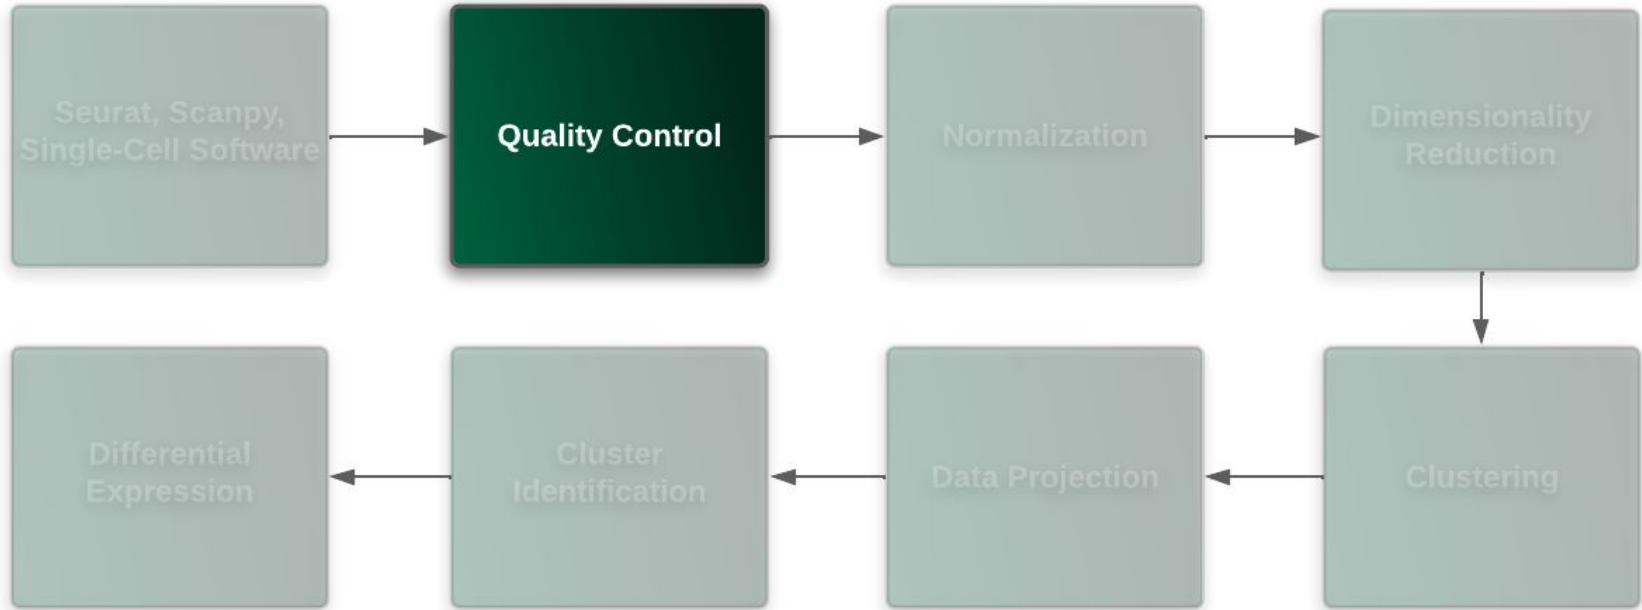 Seurat, Scanpy,
Single-Cell Software
Quality Control
Normalization
Dimensionality
Reduction
Clustering
Data Projection
Cluster
Identification
Differential
Expression